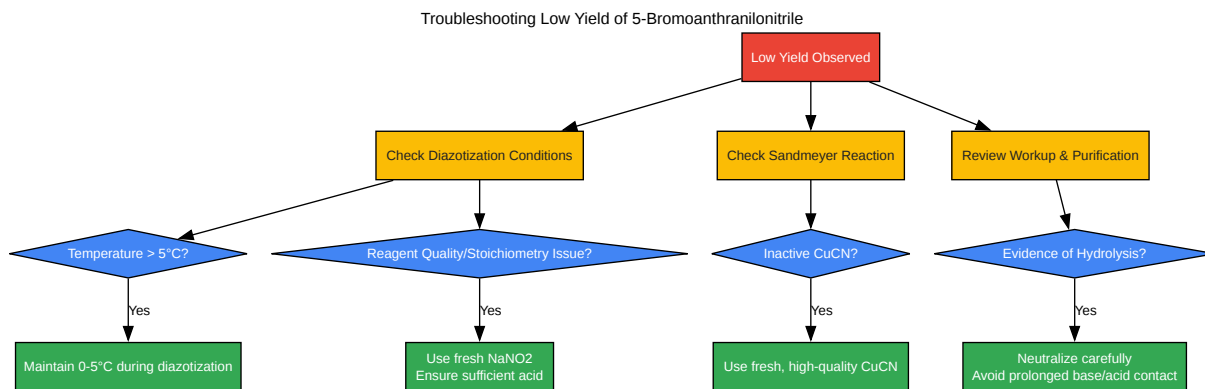 Troubleshooting Low Yield of 5-Bromoanthranilonitrile
Low Yield Observed
Check Diazotization Conditions
Check Sandmeyer Reaction
Review Workup & Purification
Temperature > 5°C?
Reagent Quality/Stoichiometry Issue?
Inactive CuCN?
Evidence of Hydrolysis?
Yes
Yes
Yes
Yes
Maintain 0-5°C during diazotization
Use fresh NaNO2
Ensure sufficient acid
Use fresh, high-quality CuCN
Neutralize carefully
Avoid prolonged base/acid contact